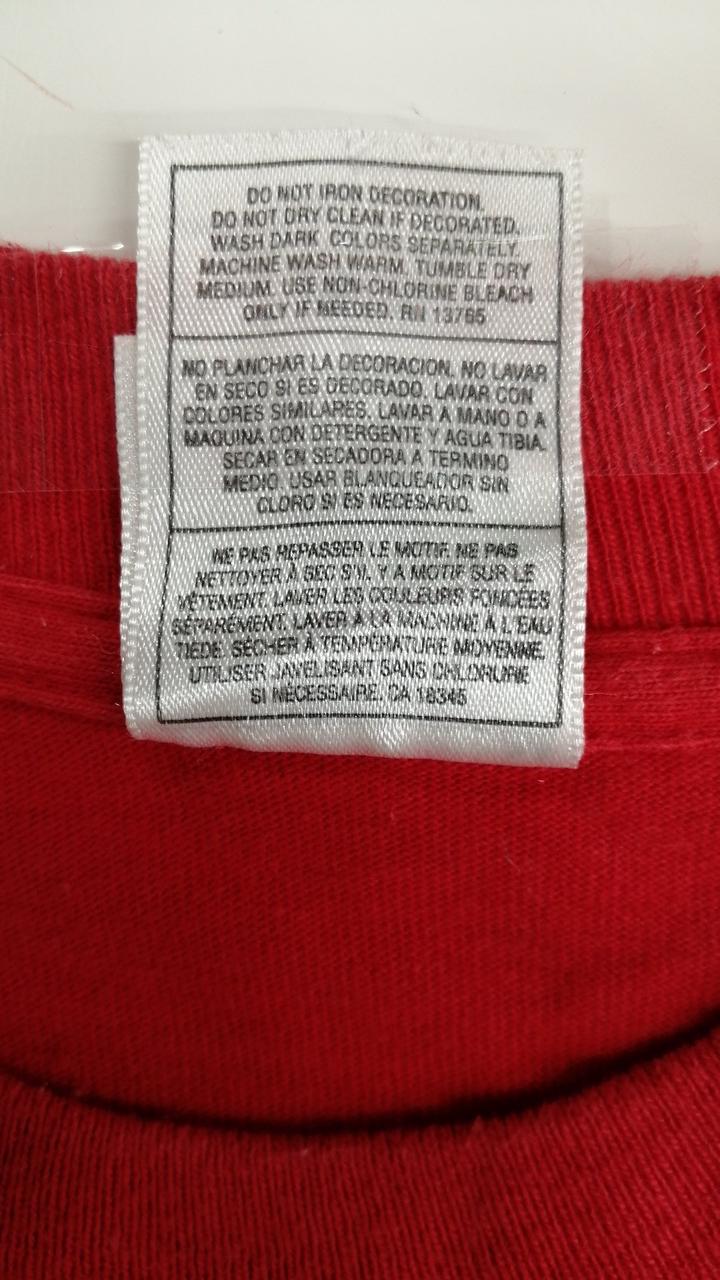 DO NOT IRON DECORATION.
DO NOT DRY CLEAN IF DECORATED.
WASH DARK COLORS SEPARATELY.
MACHINE WASH WARM. TUMBLE DRY
MEDIUM. USE NON-CHLORINE BLEACH
ONLY IF NEEDED. RN 13765
NO PLANCHAR LA DECORACION. NO LAVAR
EN SECO SI ES DECORADO. LAVAR CON
COLORES SIMILARES. LAVAR A MANO O A
MAQUINA CON DETERGENTE Y AGUA TIBIA.
SECAR EN SECADORA A TERMINO
MEDIO. USAR BLANQUEADOR SIN
CLORO SI ES NECESARIO.
NE PAS REPASSER LE MOTIF. NE PAS
NETTOYER À SEC S'IL Y A MOTIF SUR LE
VÊTEMENT. LAVER LES COULEURS FONCÉES
SÉPARÉMENT. LAVER À LA MACHINE À L'EAU
TIEDE. SÉCHER À TEMPÉRATURE MOYENNE.
UTILISER JAVELISANT SANS CHLORURE
SI NÉCESSAIRE. CA 18345